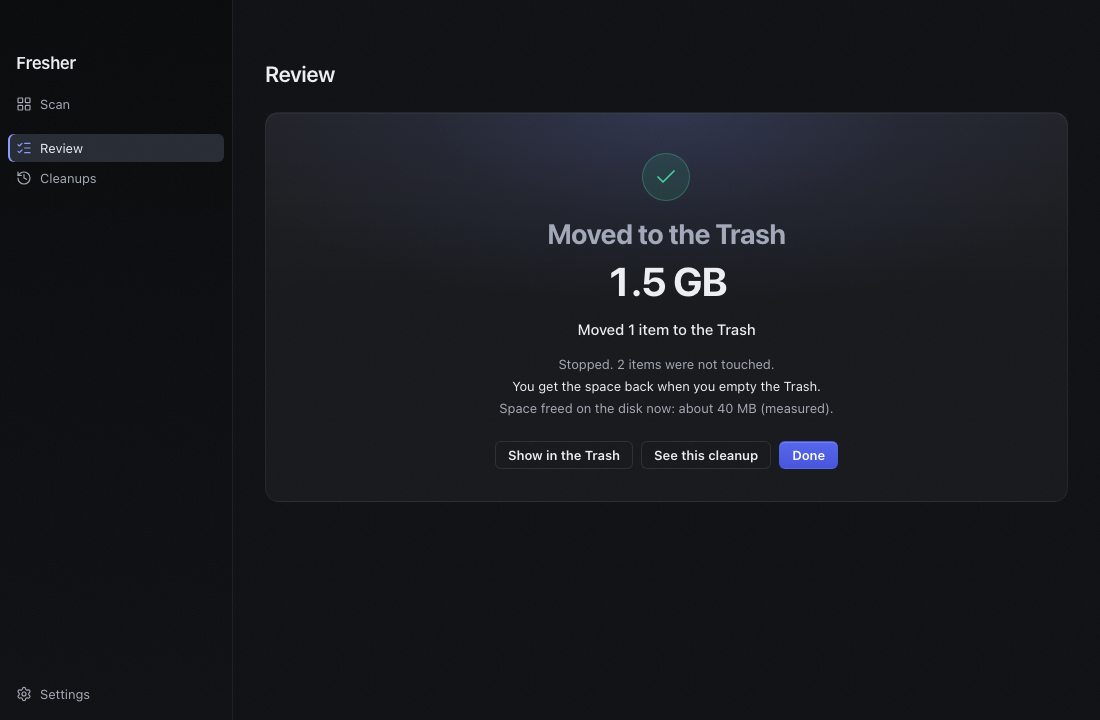 Fresher
Scan
Review
Cleanups
Settings
Review
Moved to the Trash
1.5 GB
Moved 1 item to the Trash
Stopped. 2 items were not touched.
You get the space back when you empty the Trash.
Space freed on the disk now: about 40 MB (measured).
Show in the Trash
See this cleanup
Done